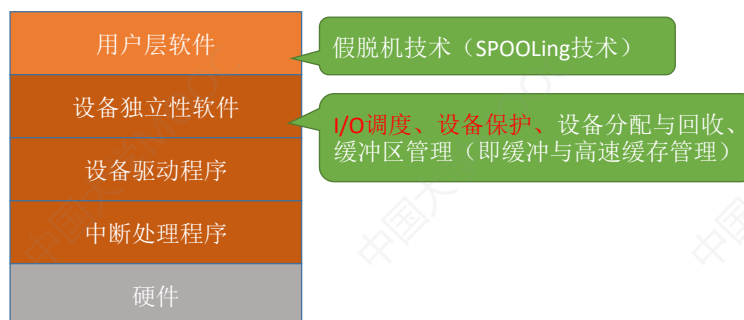 用户层软件
假脱机技术（SPOOLing技术）
设备独立性软件
I/O调度、设备保护、设备分配与回收、
缓冲区管理（即缓冲与高速缓存管理）
设备驱动程序
中断处理程序
硬件